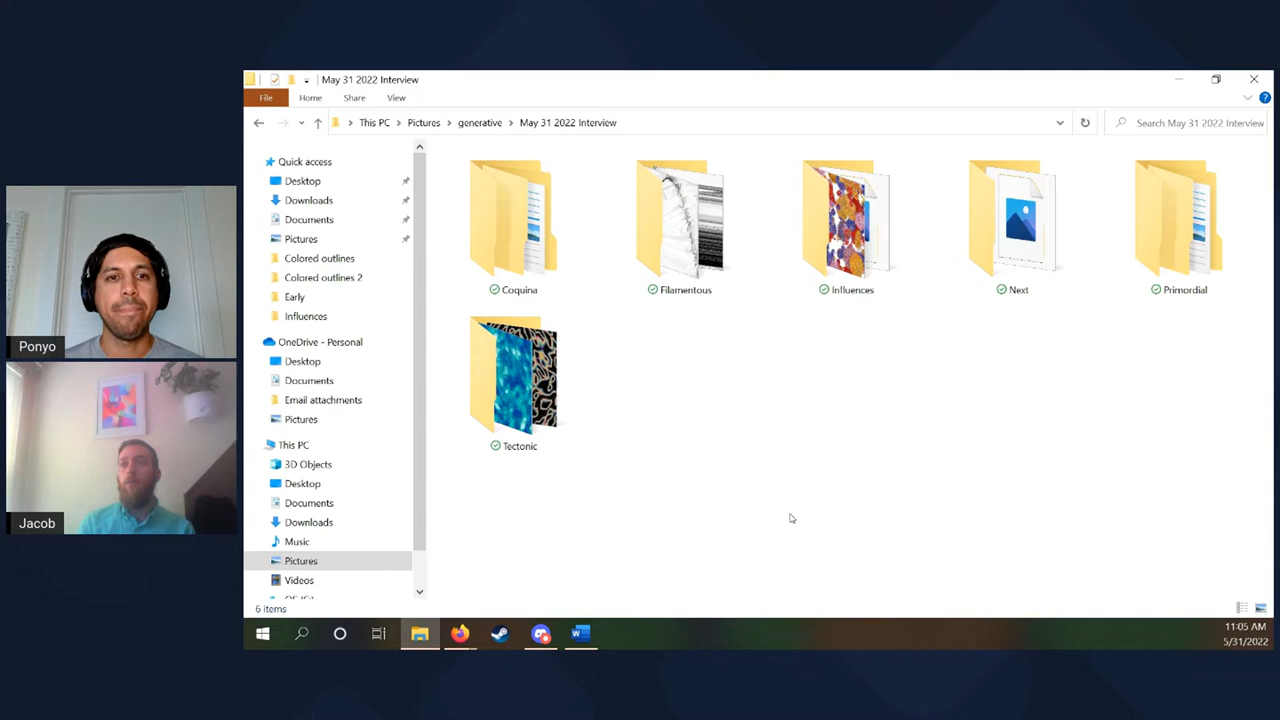 May 31 2022 Interview
File Home Share View
This PC Pictures generative May 31 2022 Interview
Search May 31 2022 Interview
Quick access
Desktop
Downloads
Documents
Pictures
Colored outlines
Colored outlines 2
Early
Influences
OneDrive - Personal
Desktop
Documents
Email attachments
Pictures
This PC
3D Objects
Desktop
Documents
Downloads
Music
Pictures
Videos
Coquina Filamentous Influences Next Primordial
Tectonic
6 items
11:05 AM
5/31/2022
Ponyo
Jacob